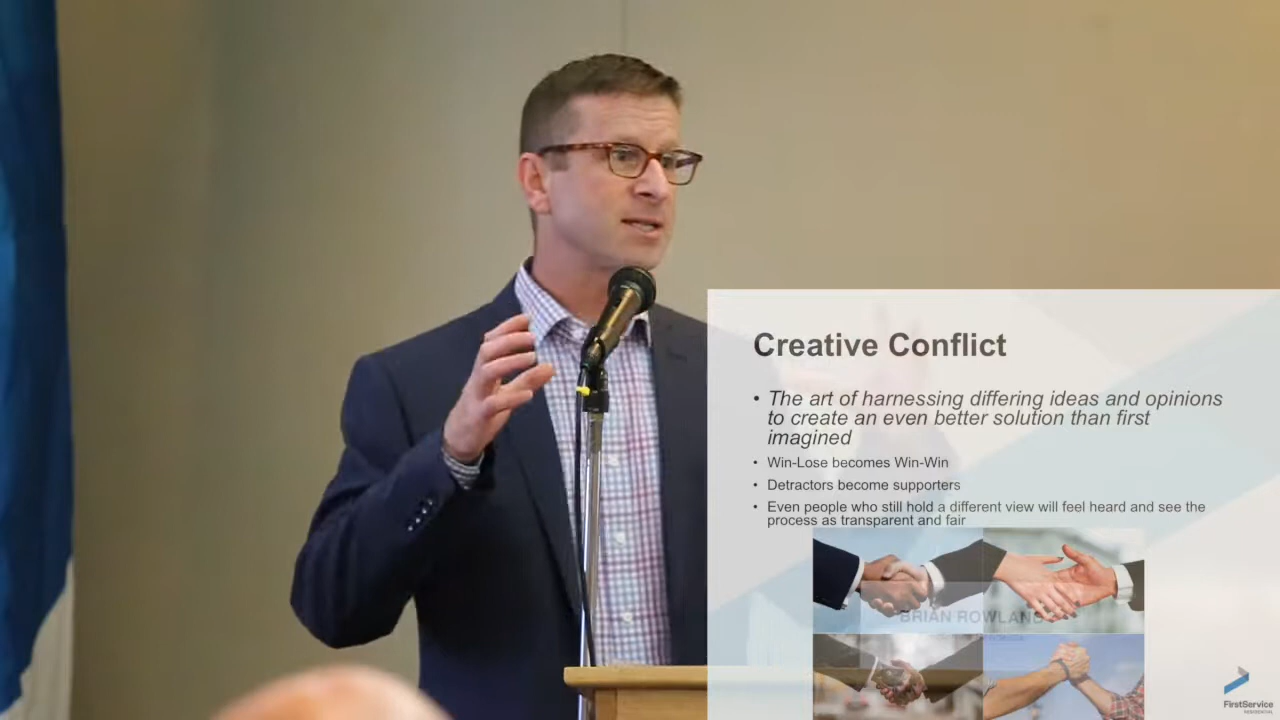 Creative Conflict
• The art of harnessing differing ideas and opinions
to create an even better solution than first
imagined
• Win-Lose becomes Win-Win
• Detractors become supporters
• Even people who still hold a different view will feel heard and see the
process as transparent and fair
BRIAN ROWLAND
FirstService
RESIDENTIAL